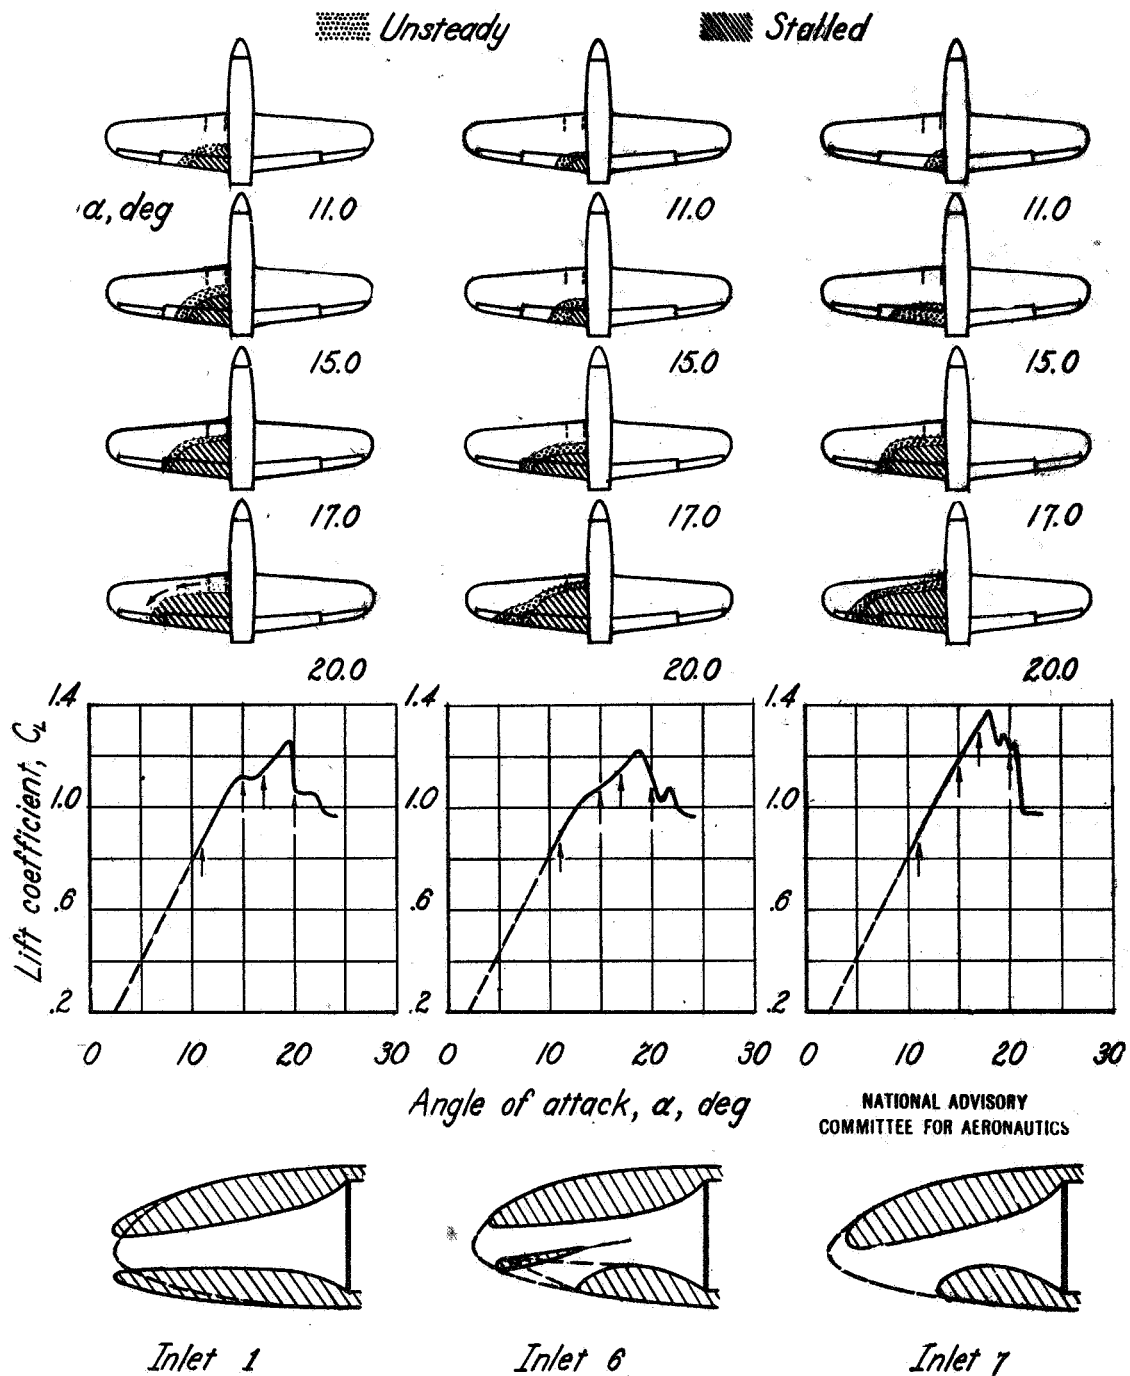 Unsteady Stalled
α, deg 11.0 11.0 11.0
15.0 15.0 15.0
17.0 17.0 17.0
20.0 20.0 20.0
Lift coefficient, C_L
1.4 1.4 1.4
1.0 1.0 1.0
.6 .6 .6
.2 .2 .2
0 10 20 30 0 10 20 30 0 10 20 30
Angle of attack, α, deg
NATIONAL ADVISORY
COMMITTEE FOR AERONAUTICS
Inlet 1 Inlet 6 Inlet 7